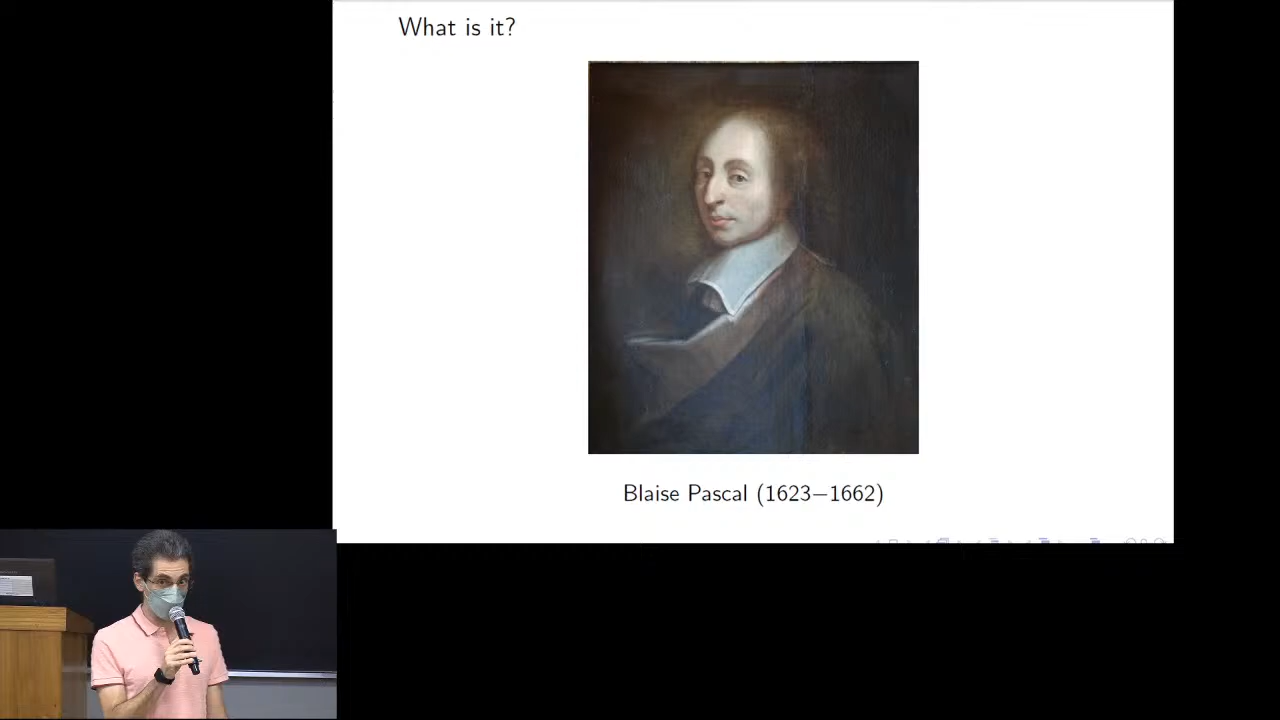 What is it?
Blaise Pascal (1623–1662)